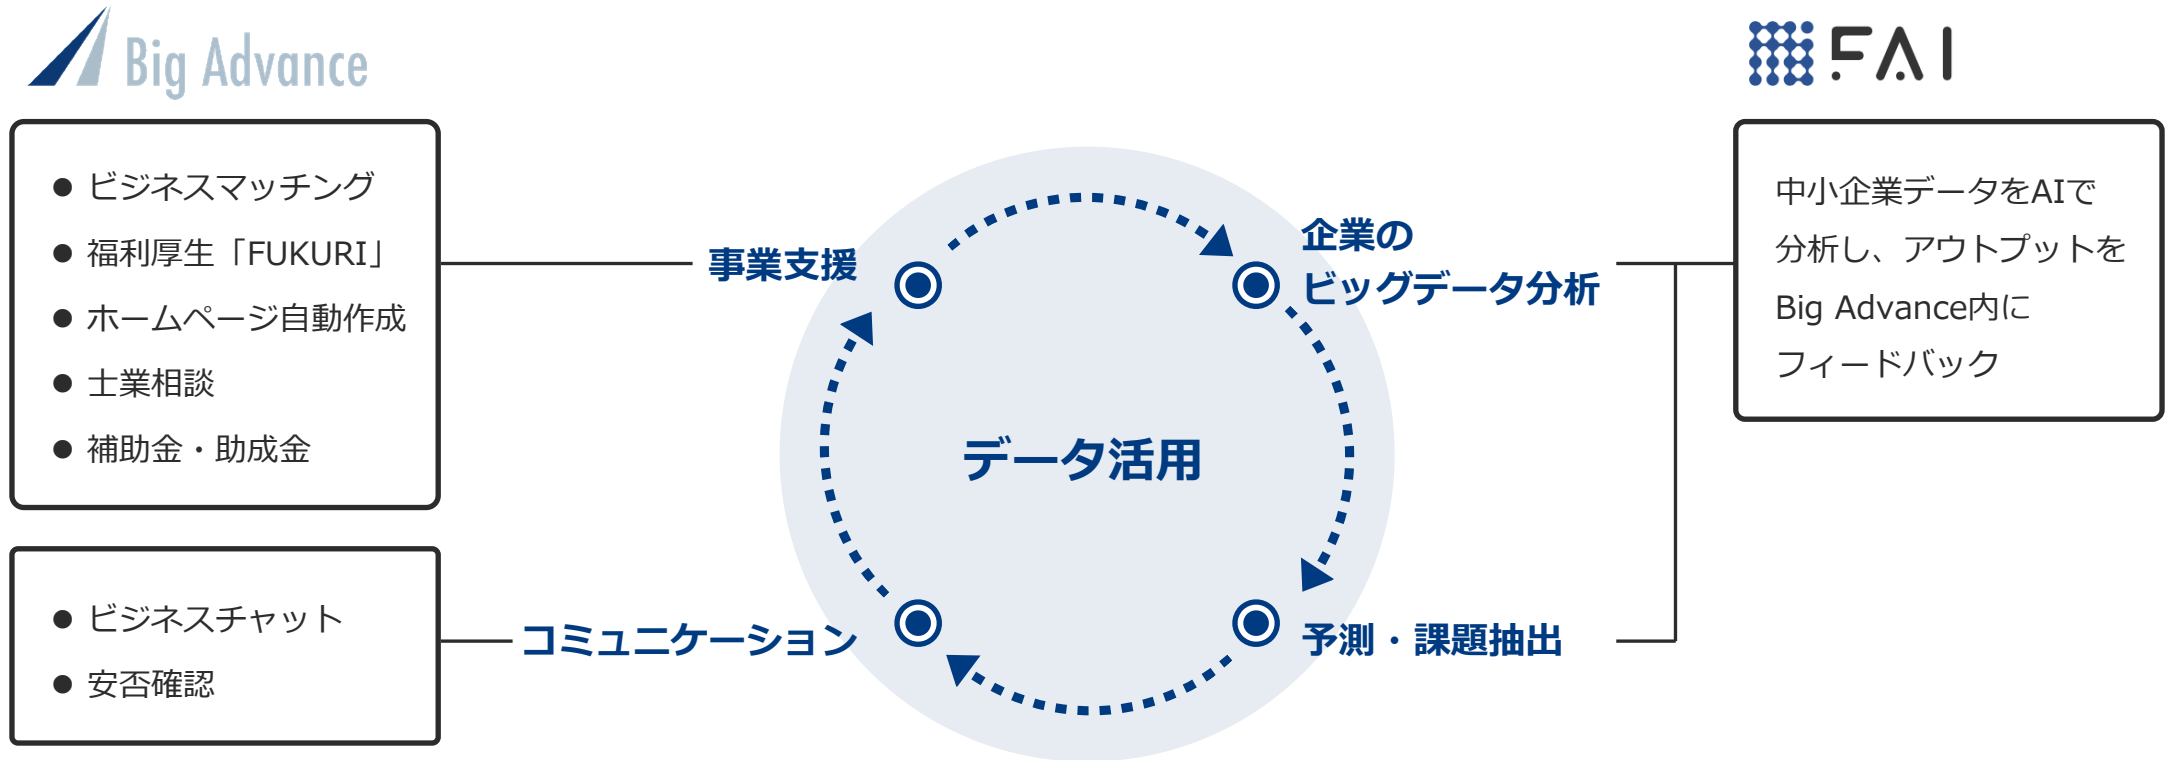 Big Advance
● ビジネスマッチング
● 福利厚生「FUKURI」
● ホームページ自動作成
● 士業相談
● 補助金・助成金
● ビジネスチャット
● 安否確認
事業支援
コミュニケーション
データ活用
企業の
ビッグデータ分析
予測・課題抽出
FAI
中小企業データをAIで
分析し、アウトプットを
Big Advance内に
フィードバック